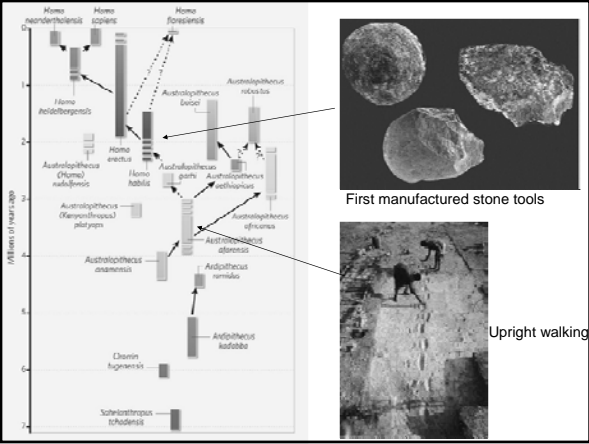 Homo
neanderthalensis
Homo
sapiens
Homo
floresiensis
0
Australopithecus
robustus
Australopithecus
boisei
1
Homo
heidelbergensis
Homo
erectus
Homo
habilis
Australopithecus
garhi
Australopithecus
aethiopicus
2
Australopithecus
(Homo)
rudolfensis
3
Australopithecus
(Kenyanthropus)
platyops
Australopithecus
africanus
Australopithecus
afarensis
Millions of years ago
4
Australopithecus
anamensis
Ardipithecus
ramidus
5
Ardipithecus
kadabba
6
Orrorin
tugenensis
Sahelanthropus
tchadensis
7
First manufactured stone tools
Upright walking